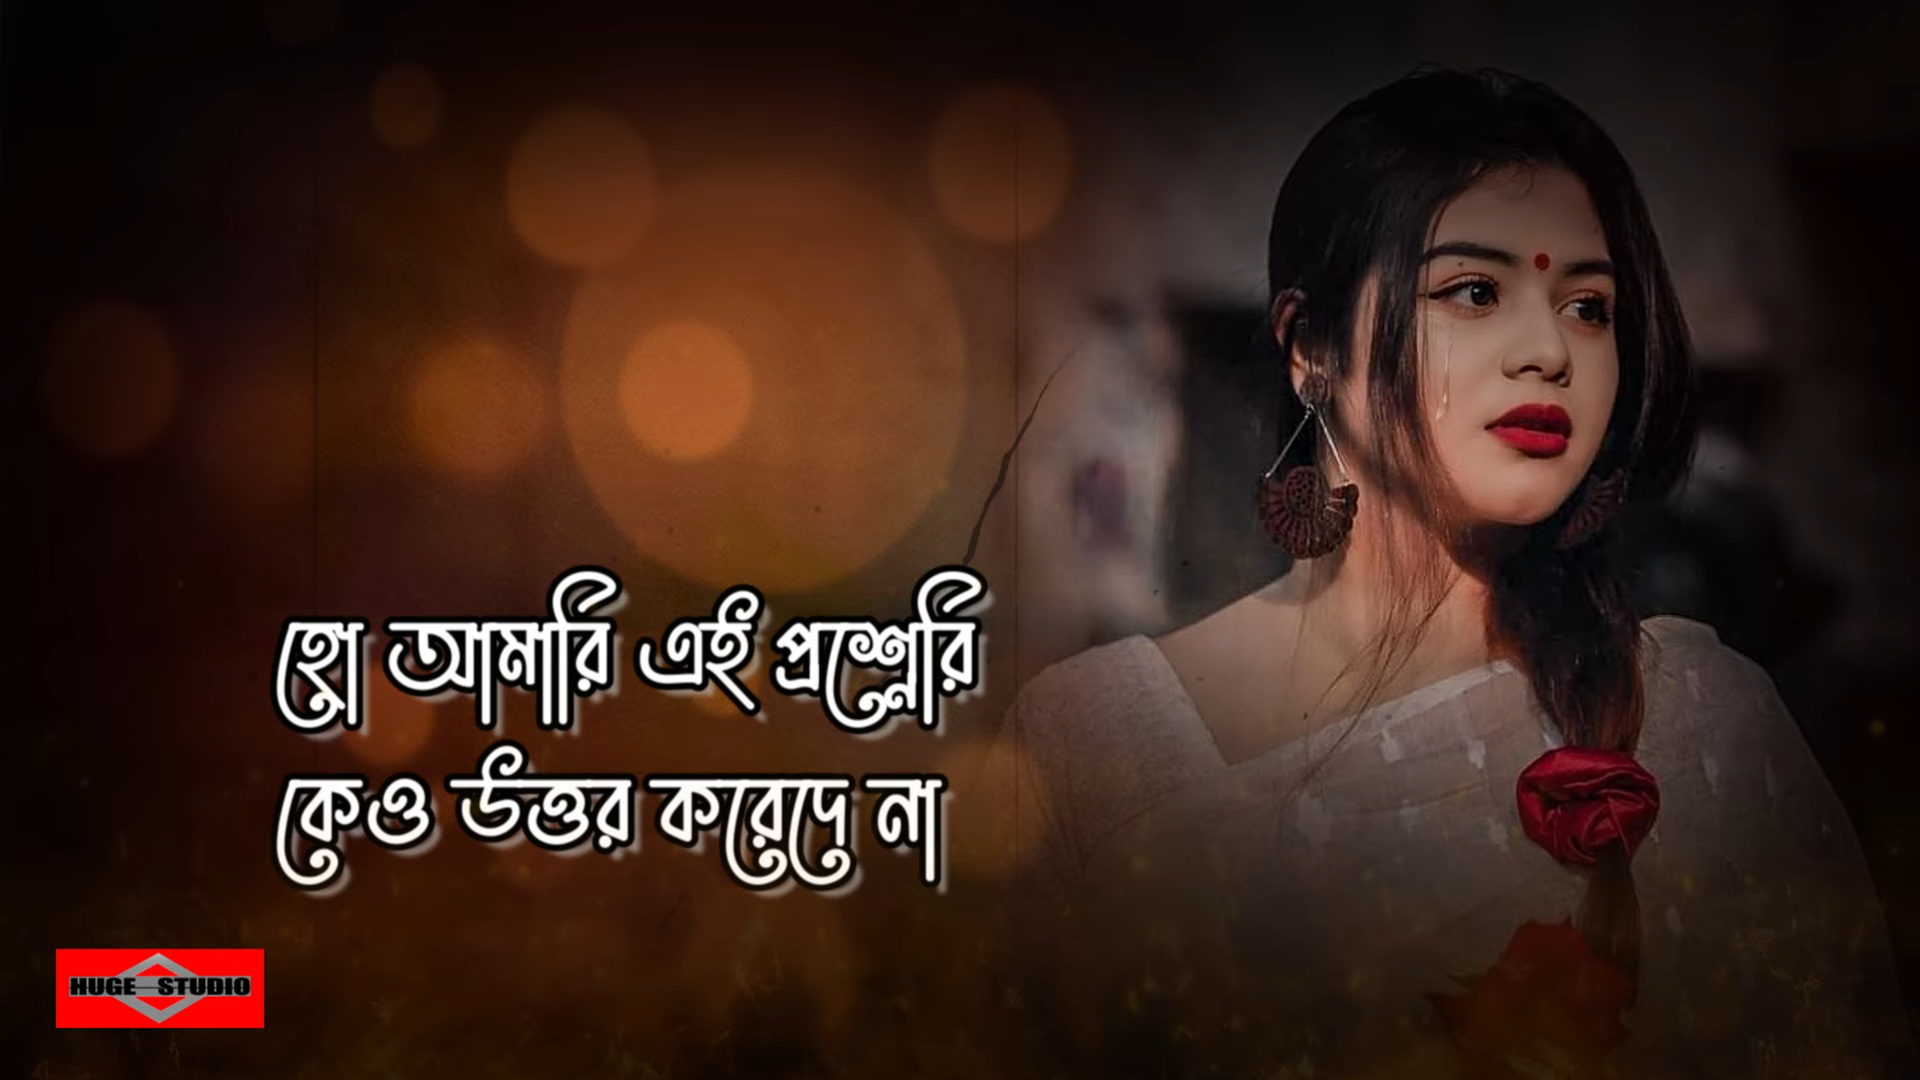 হো আমারি এই প্রশ্নেরি
কেও উত্তর করেদে না
HUGE STUDIO